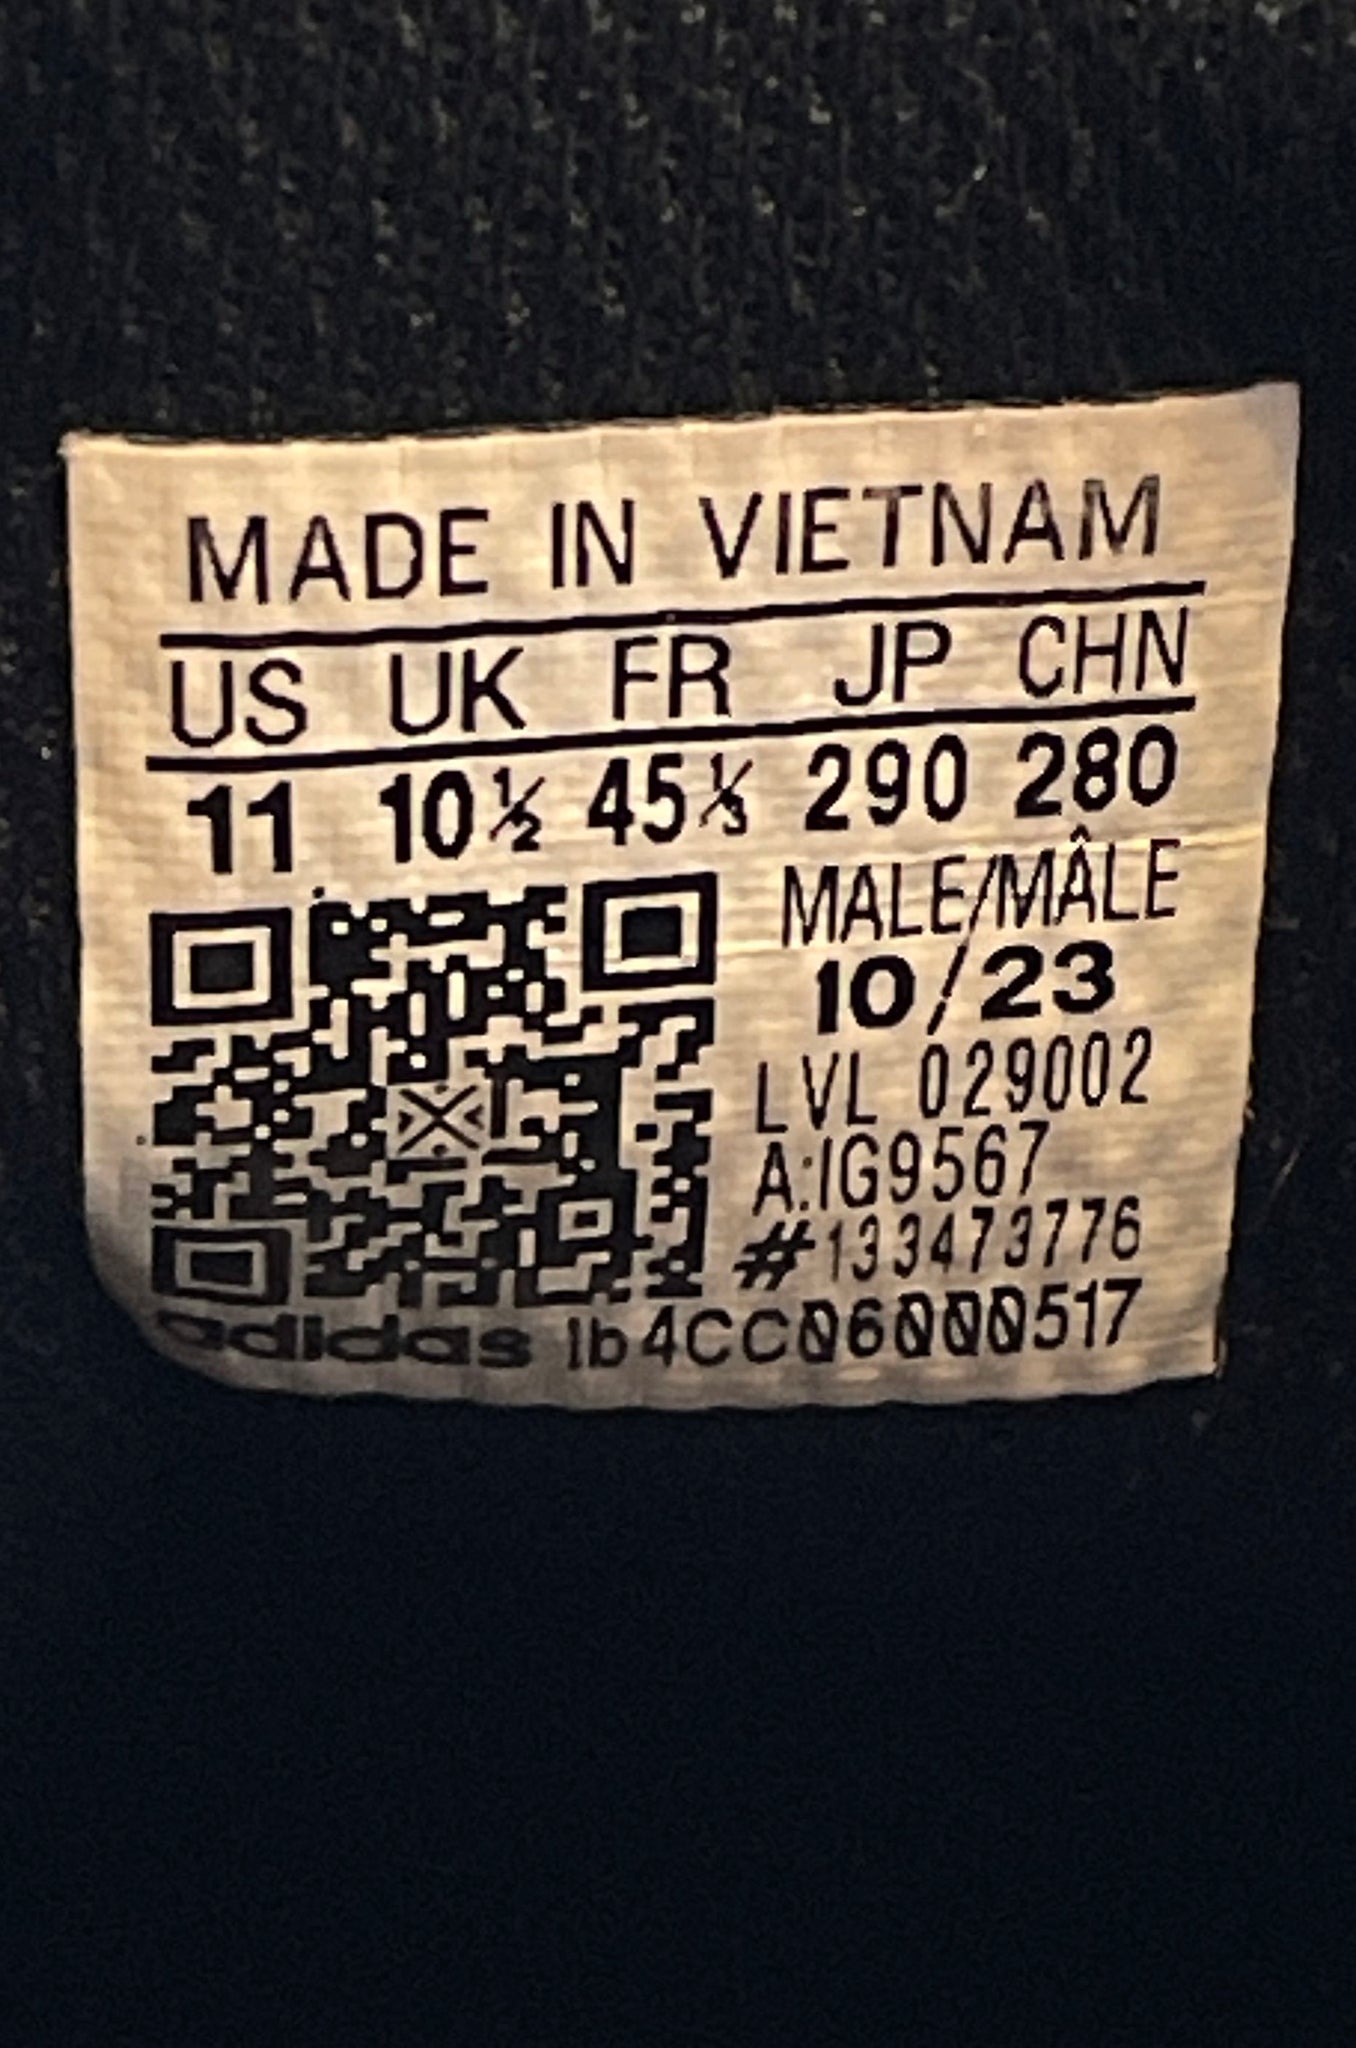 MADE IN VIETNAM
US UK FR JP CHN
11 10½ 45⅓ 290 280
MALE/MÂLE
10/23
LVL 029002
A:IG9567
#133473776
adidas 1b4CC06000517